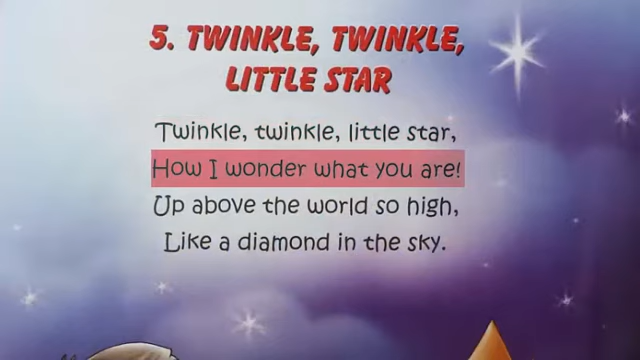 5. TWINKLE, TWINKLE,
LITTLE STAR
Twinkle, twinkle, little star,
How I wonder what you are!
Up above the world so high,
Like a diamond in the sky.